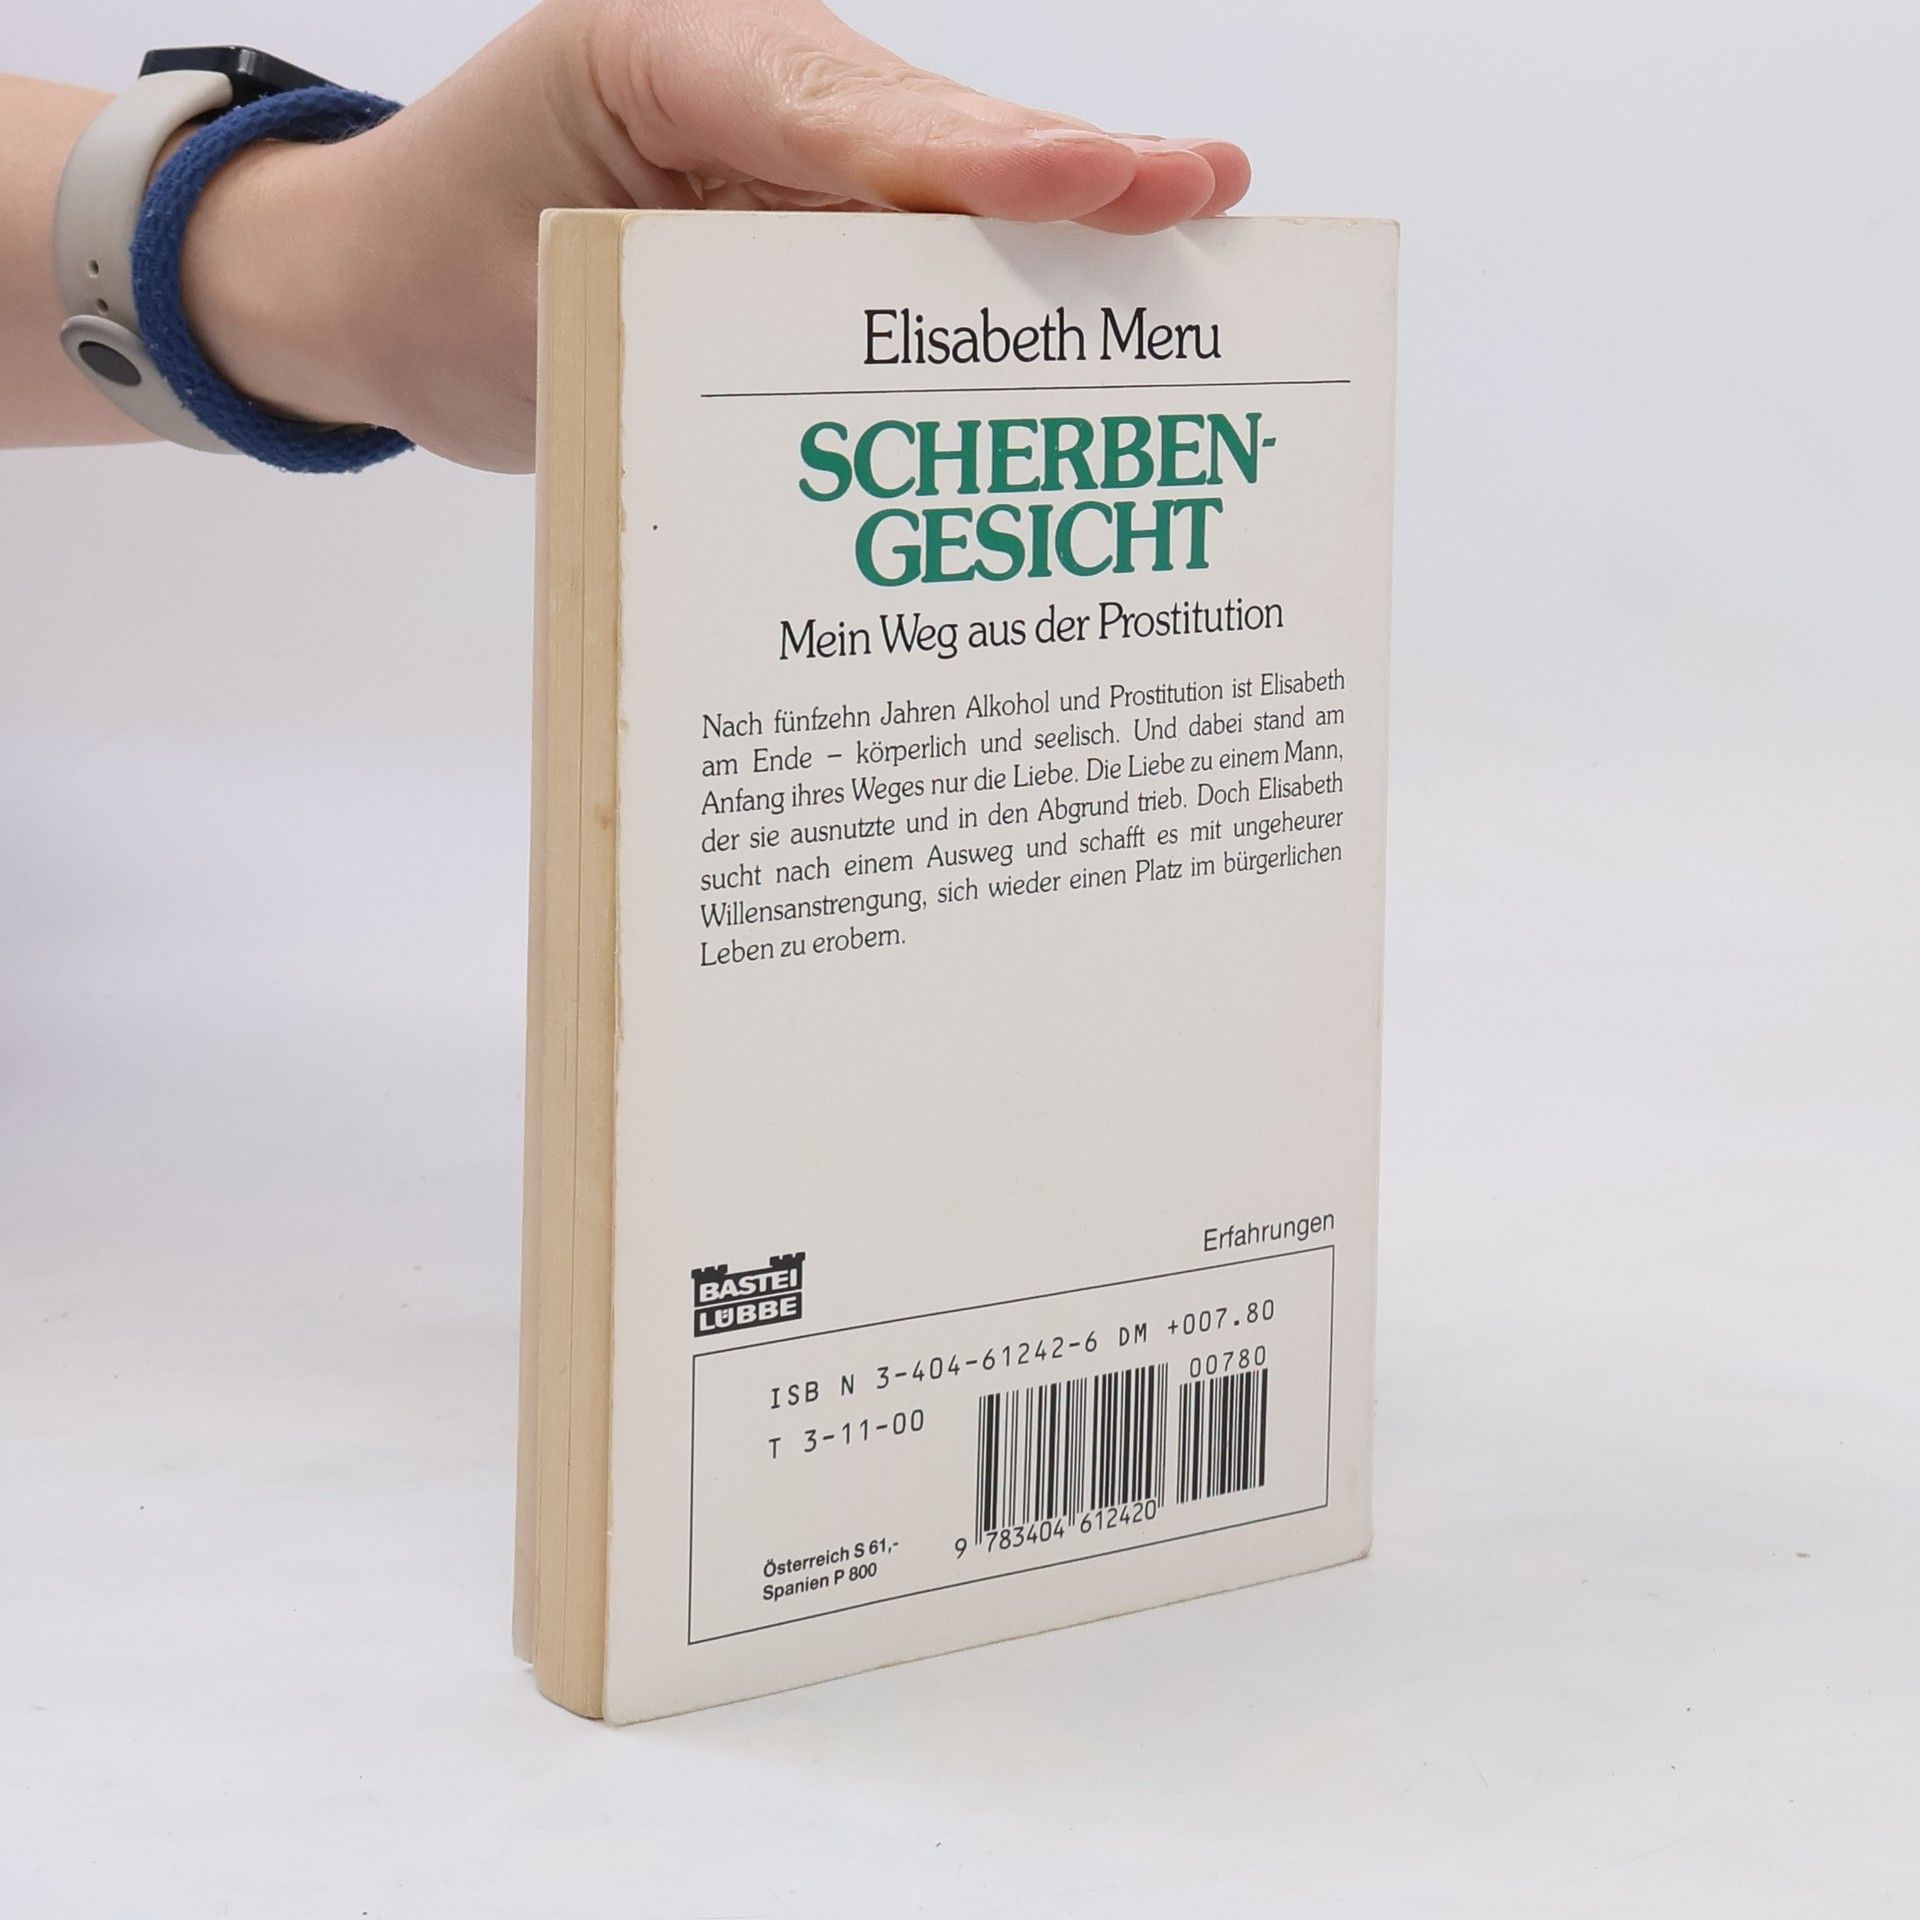 Elisabeth Meru
SCHERBEN-
GESICHT
Mein Weg aus der Prostitution
Nach fünfzehn Jahren Alkohol und Prostitution ist Elisabeth
am Ende – körperlich und seelisch. Und dabei stand am
Anfang ihres Weges nur die Liebe. Die Liebe zu einem Mann,
der sie ausnutzte und in den Abgrund trieb. Doch Elisabeth
sucht nach einem Ausweg und schafft es mit ungeheurer
Willensanstrengung, sich wieder einen Platz im bürgerlichen
Leben zu erobern.
Erfahrungen
BASTEI
LÜBBE
ISB N 3-404-61242-6 DM +007.80
T 3-11-00
00780
9 783404 612420
Österreich S 61,-
Spanien P 800